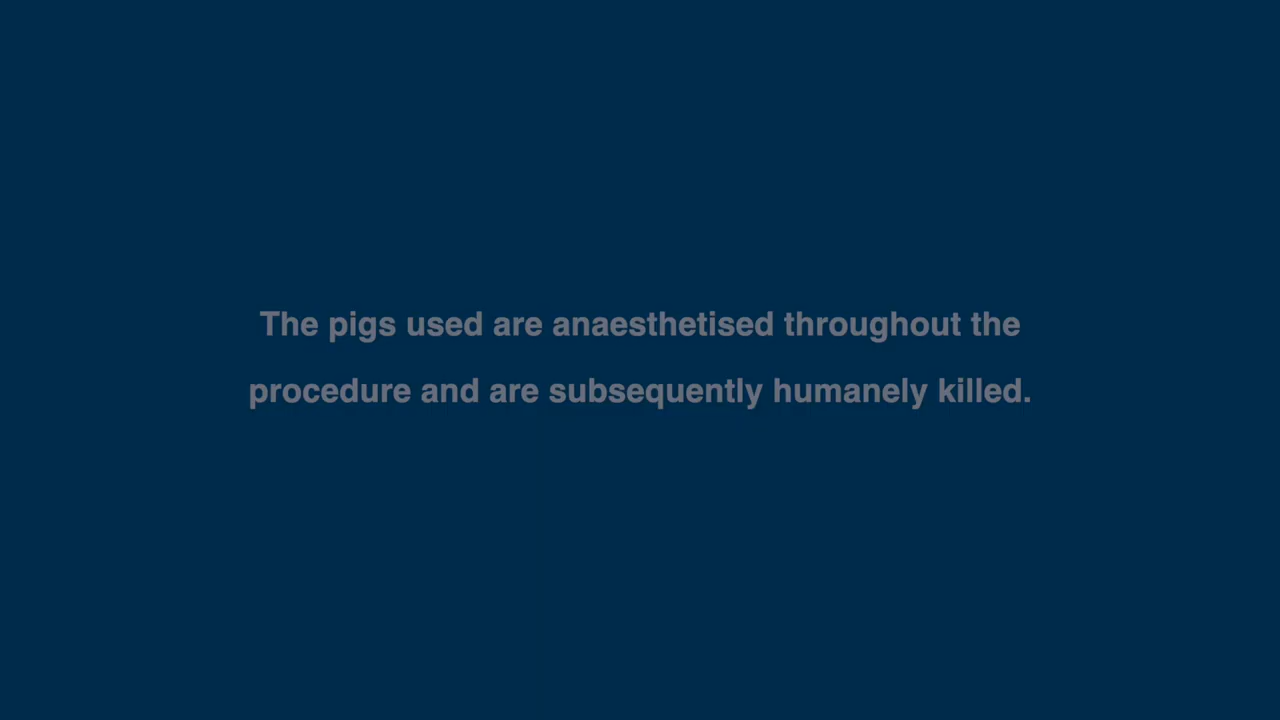 The pigs used are anaesthetised throughout the
procedure and are subsequently humanely killed.